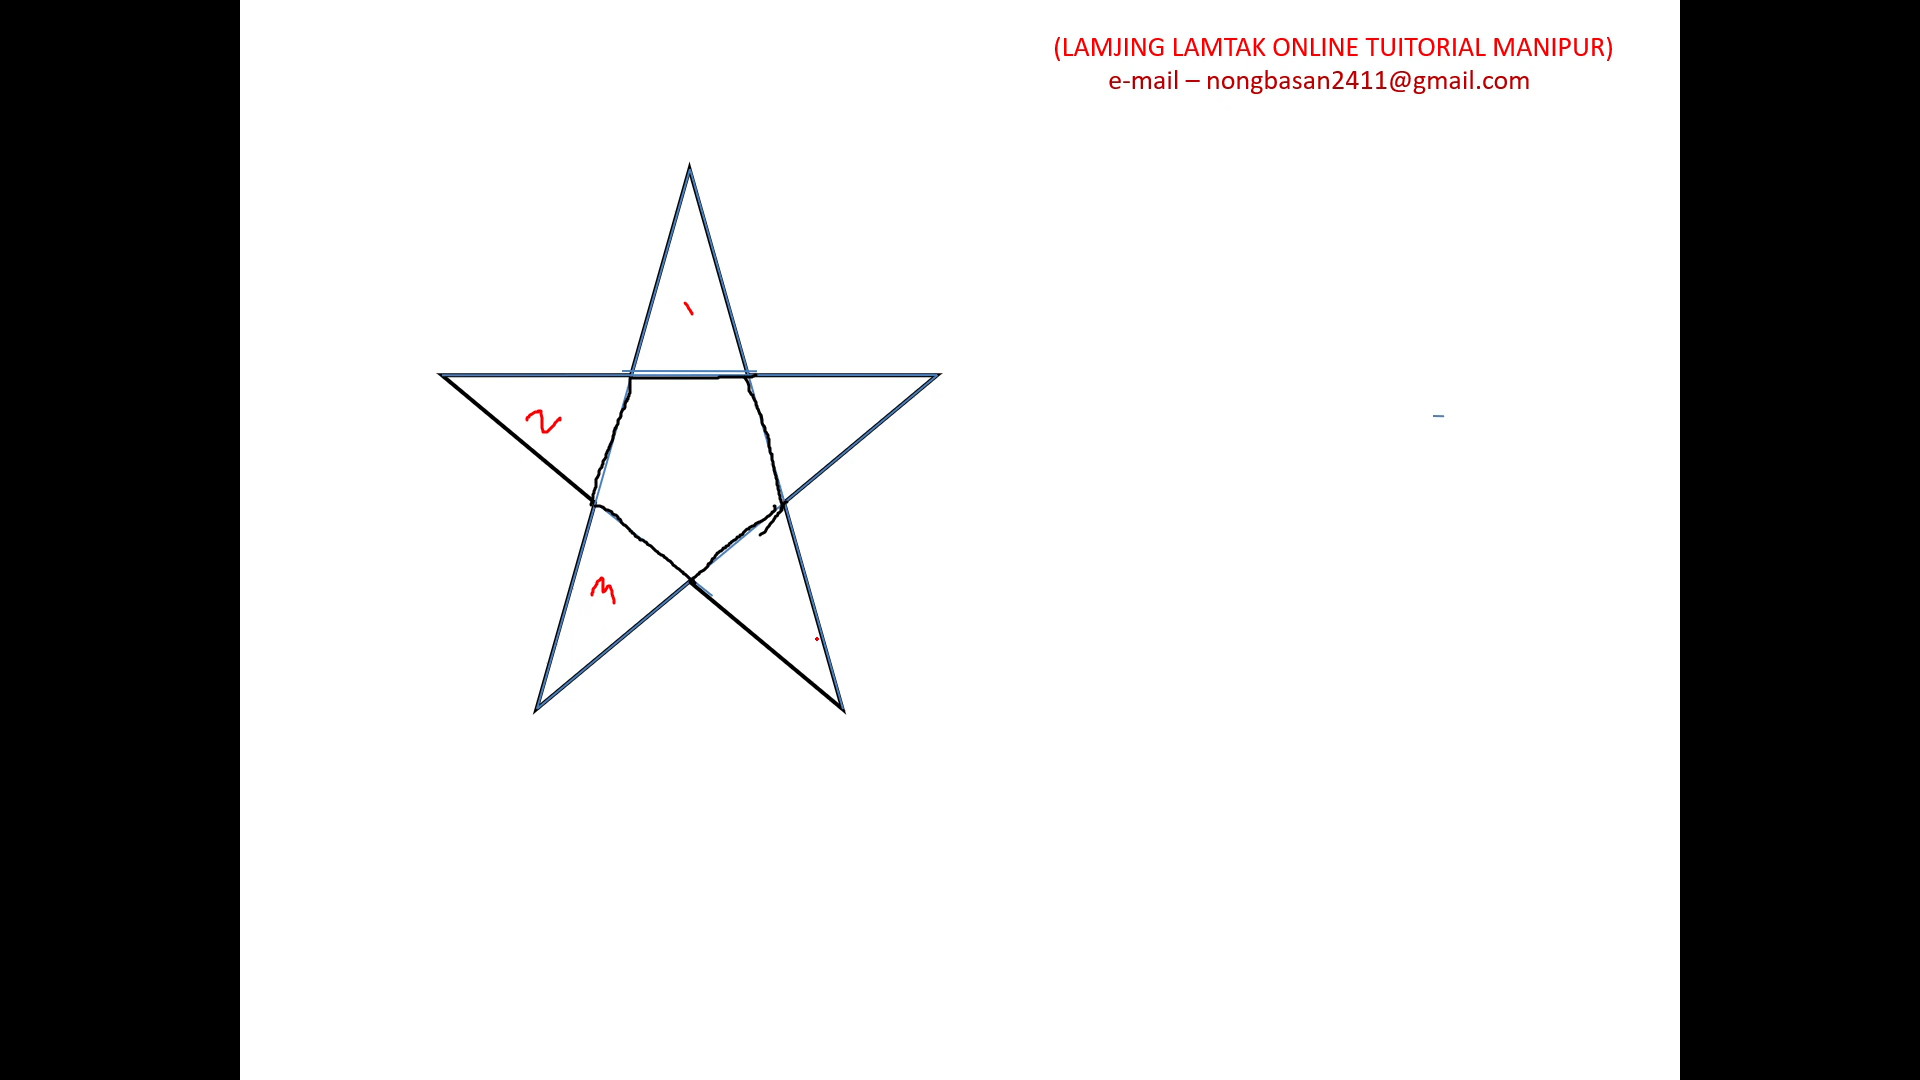 (LAMJING LAMTAK ONLINE TUITORIAL MANIPUR)
e-mail – nongbasan2411@gmail.com
1
2
3